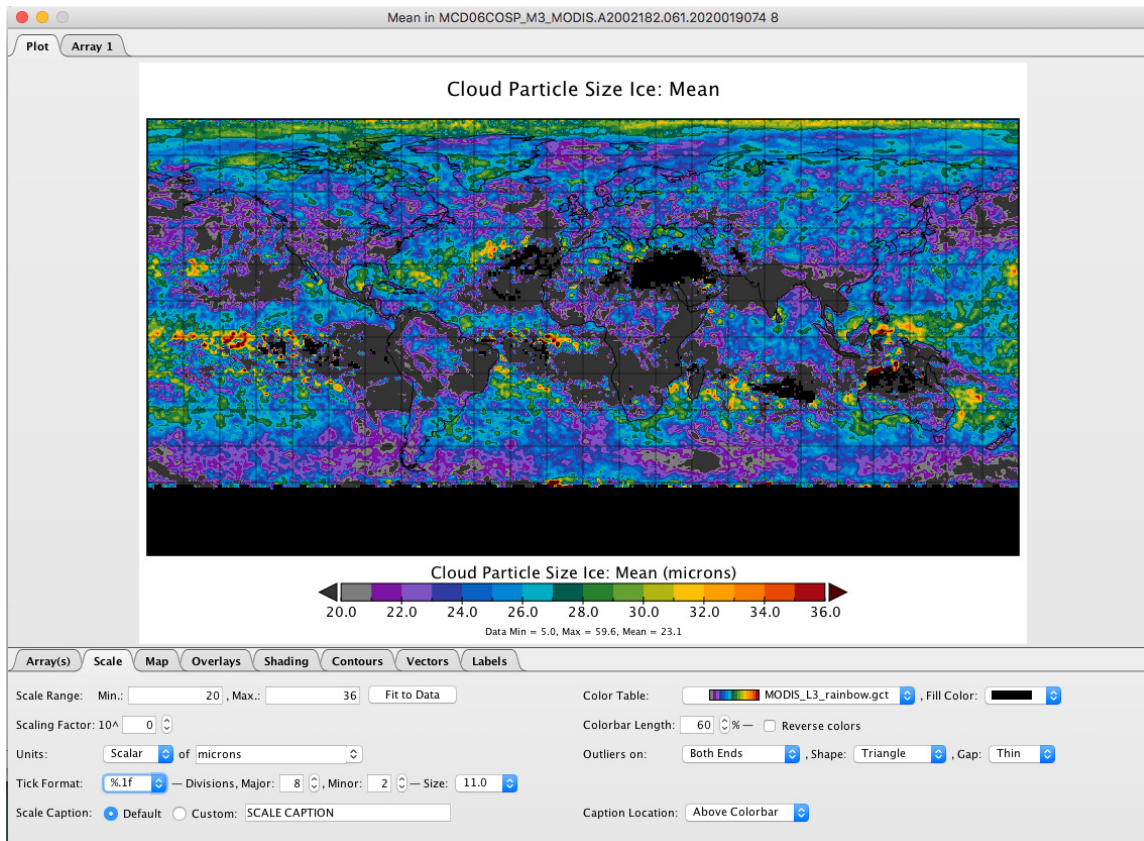 Mean in MCD06COSP_M3_MODIS.A2002182.061.2020019074 8
Plot Array 1
Cloud Particle Size Ice: Mean
Cloud Particle Size Ice: Mean (microns)
20.0 22.0 24.0 26.0 28.0 30.0 32.0 34.0 36.0
Data Min = 5.0, Max = 59.6, Mean = 23.1
Array(s) Scale Map Overlays Shading Contours Vectors Labels
Scale Range: Min.: 20 , Max.: 36 Fit to Data Color Table: MODIS_L3_rainbow.gct , Fill Color:
Scaling Factor: 10^ 0 Colorbar Length: 60 % — Reverse colors
Units: Scalar of microns Outliers on: Both Ends , Shape: Triangle , Gap: Thin
Tick Format: %.1f — Divisions, Major: 8 , Minor: 2 — Size: 11.0
Scale Caption: Default Custom: SCALE CAPTION Caption Location: Above Colorbar